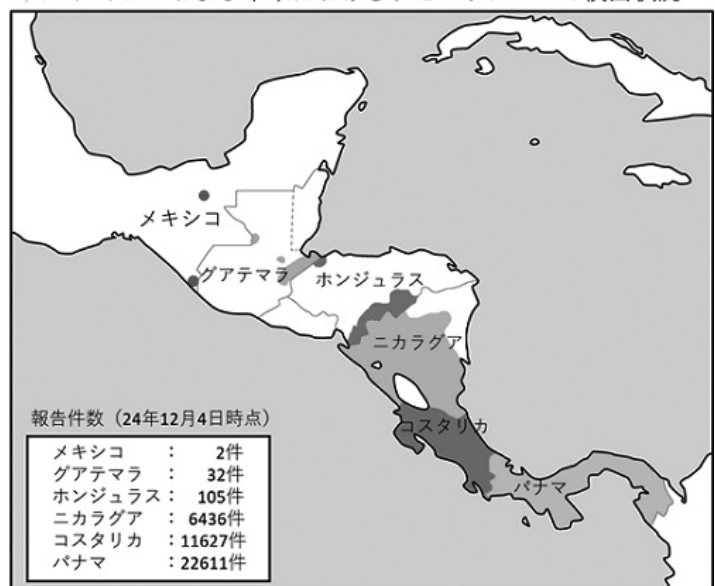 メキシコ
グアテマラ
ホンジュラス
ニカラグア
コスタリカ
パナマ
報告件数（24年12月4日時点）
メキシコ ： 2件
グアテマラ ： 32件
ホンジュラス： 105件
ニカラグア ： 6436件
コスタリカ ： 11627件
パナマ ： 22611件